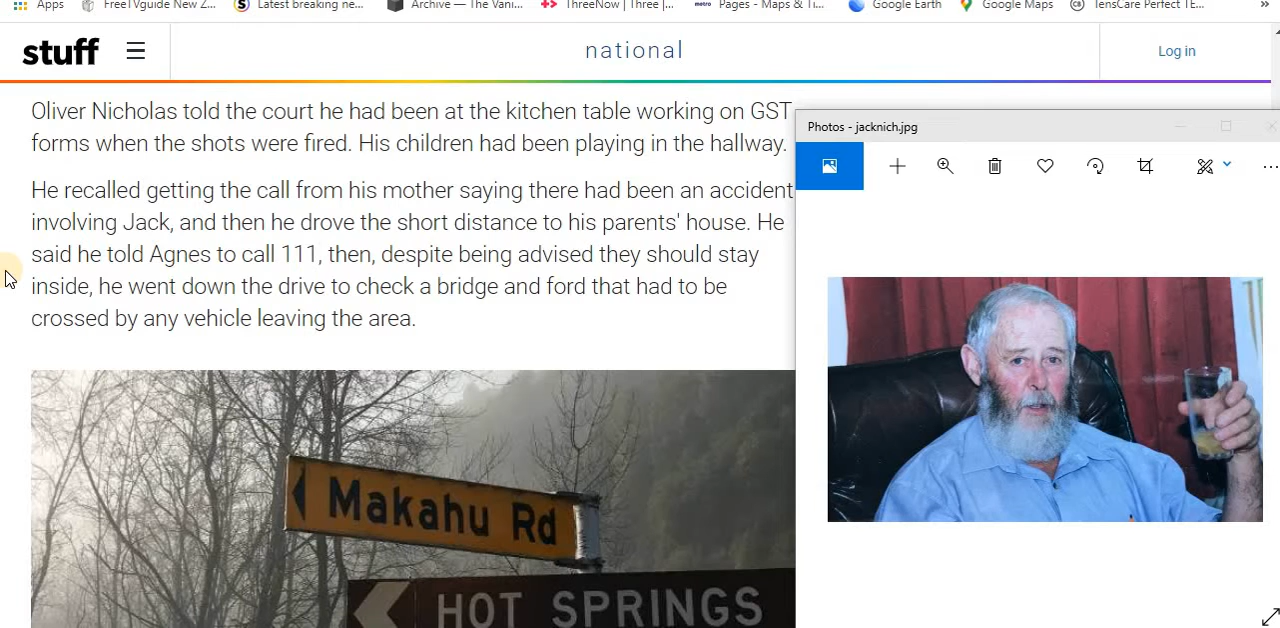 Apps FreeTVguide New Z... Latest breaking ne... Archive — The Vani... ThreeNow | Three |... metro Pages - Maps & Ti... Google Earth Google Maps TensCare Perfect TE... »
stuff national Log in
Oliver Nicholas told the court he had been at the kitchen table working on GST
forms when the shots were fired. His children had been playing in the hallway.
He recalled getting the call from his mother saying there had been an accident
involving Jack, and then he drove the short distance to his parents' house. He
said he told Agnes to call 111, then, despite being advised they should stay
inside, he went down the drive to check a bridge and ford that had to be
crossed by any vehicle leaving the area.
Photos - jacknich.jpg
Makahu Rd
HOT SPRINGS